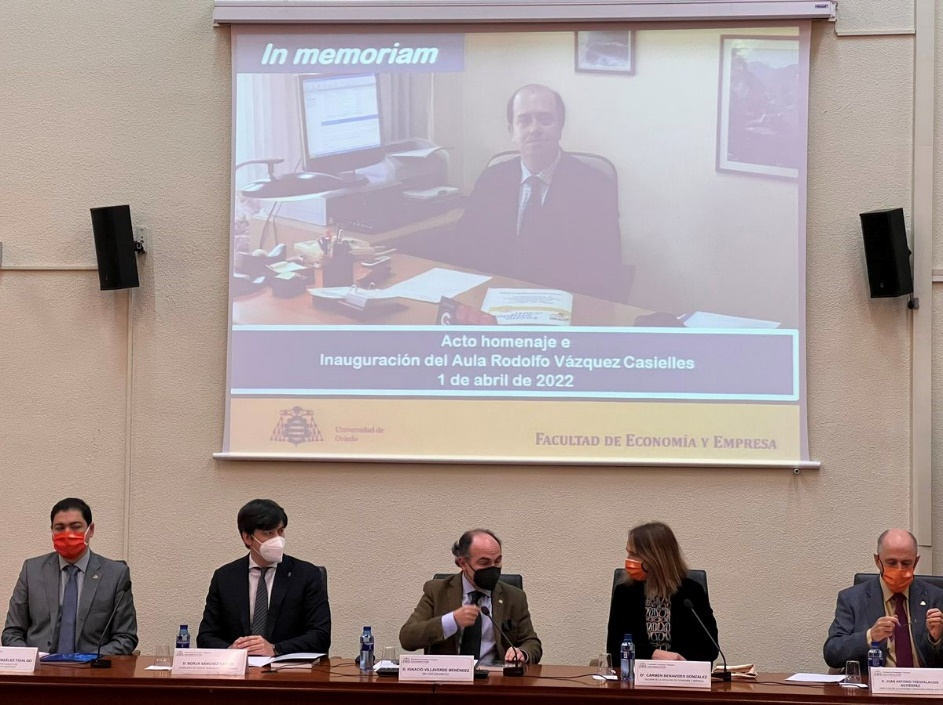 In memoriam
Acto homenaje e
Inauguración del Aula Rodolfo Vázquez Casielles
1 de abril de 2022
Universidad de
Oviedo
FACULTAD DE ECONOMÍA Y EMPRESA
D. IGNACIO VILLAVERDE MENÉNDEZ
Dª. CARMEN BENAVIDES GONZÁLEZ